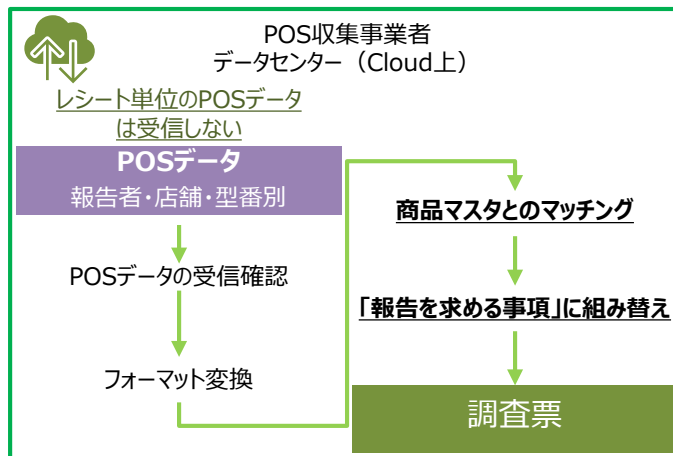 POS収集事業者
データセンター（Cloud上）
レシート単位のPOSデータ
は受信しない
POSデータ
報告者・店舗・型番別
POSデータの受信確認
フォーマット変換
商品マスタとのマッチング
「報告を求める事項」に組み替え
調査票